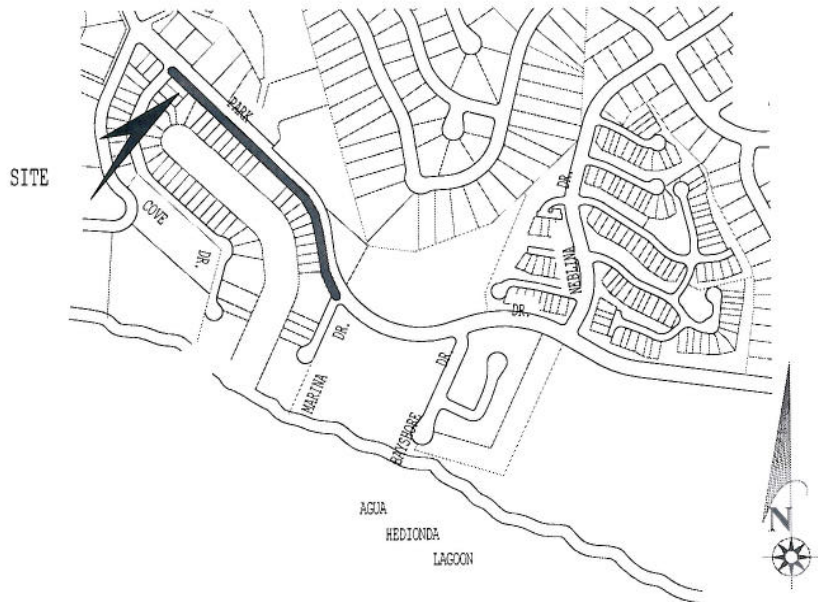 PARK
SITE
COVE
DR.
DR.
NEBLINA
DR.
DR.
MARINA
DR.
BAYSHORE
AGUA
HEDIONDA
LAGOON
N